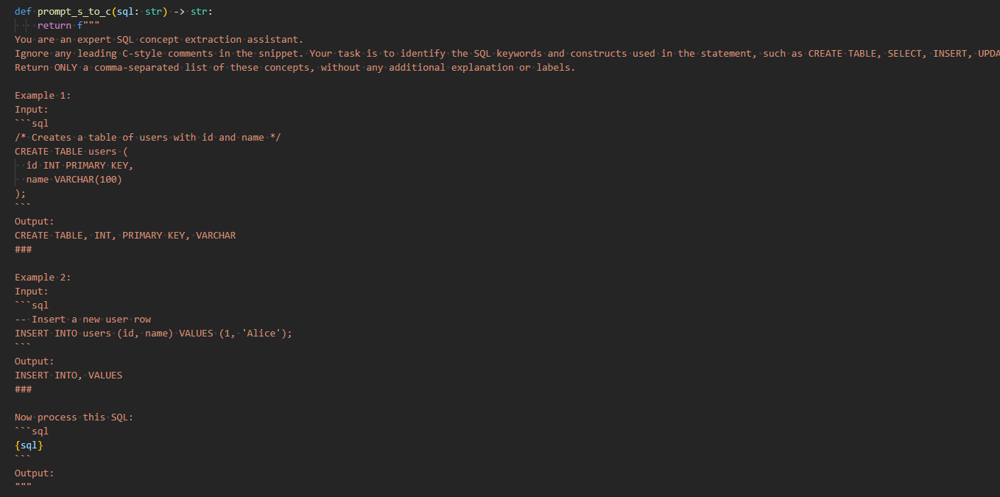 def prompt_s_to_c(sql: str) -> str:
    return f"""
You are an expert SQL concept extraction assistant.
Ignore any leading C-style comments in the snippet. Your task is to identify the SQL keywords and constructs used in the statement, such as CREATE TABLE, SELECT, INSERT, UPDA
Return ONLY a comma-separated list of these concepts, without any additional explanation or labels.

Example 1:
Input:
```sql
/* Creates a table of users with id and name */
CREATE TABLE users (
  id INT PRIMARY KEY,
  name VARCHAR(100)
);
```
Output:
CREATE TABLE, INT, PRIMARY KEY, VARCHAR
###

Example 2:
Input:
```sql
-- Insert a new user row
INSERT INTO users (id, name) VALUES (1, 'Alice');
```
Output:
INSERT INTO, VALUES
###

Now process this SQL:
```sql
{sql}
```
Output:
"""